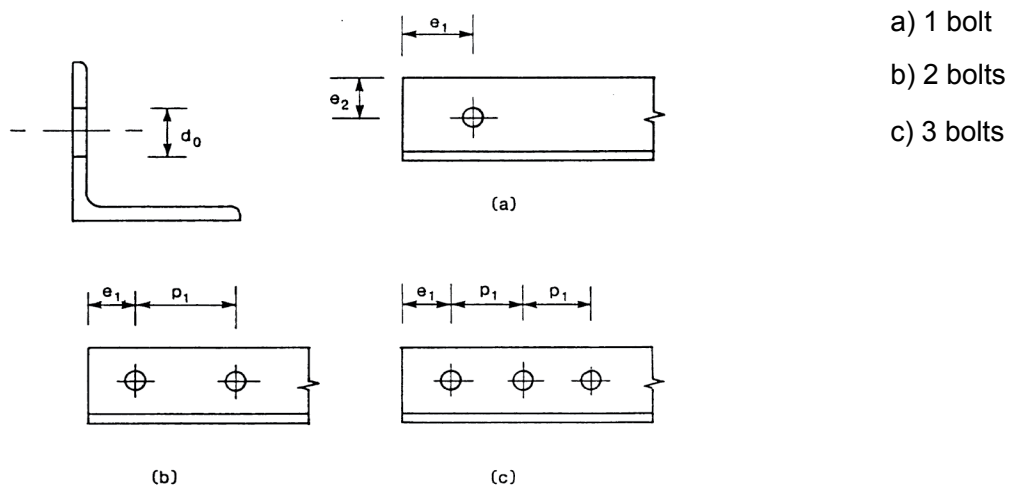 e₁
a) 1 bolt
b) 2 bolts
c) 3 bolts
e₂
d₀
(a)
e₁ p₁
e₁ p₁ p₁
(b)
(c)